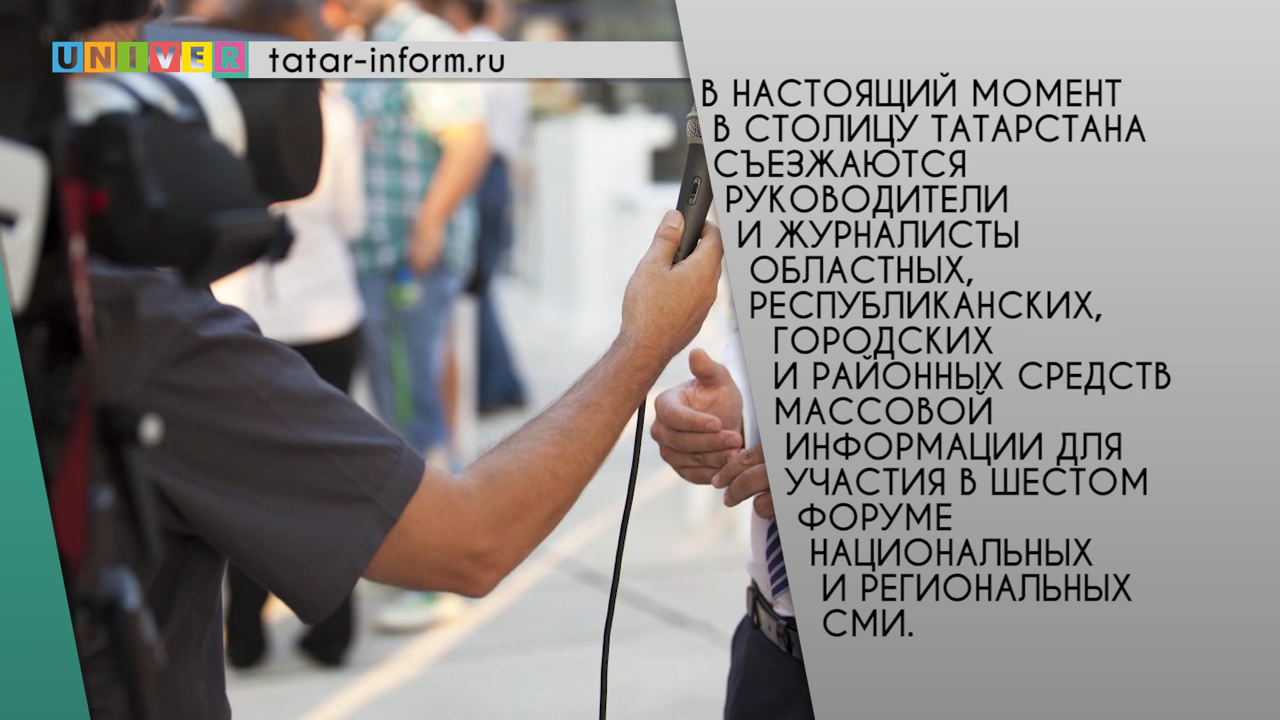 UNIVER tatar-inform.ru
В НАСТОЯЩИЙ МОМЕНТ
В СТОЛИЦУ ТАТАРСТАНА
СЪЕЗЖАЮТСЯ
РУКОВОДИТЕЛИ
И ЖУРНАЛИСТЫ
ОБЛАСТНЫХ,
РЕСПУБЛИКАНСКИХ,
ГОРОДСКИХ
И РАЙОННЫХ СРЕДСТВ
МАССОВОЙ
ИНФОРМАЦИИ ДЛЯ
УЧАСТИЯ В ШЕСТОМ
ФОРУМЕ
НАЦИОНАЛЬНЫХ
И РЕГИОНАЛЬНЫХ
СМИ.